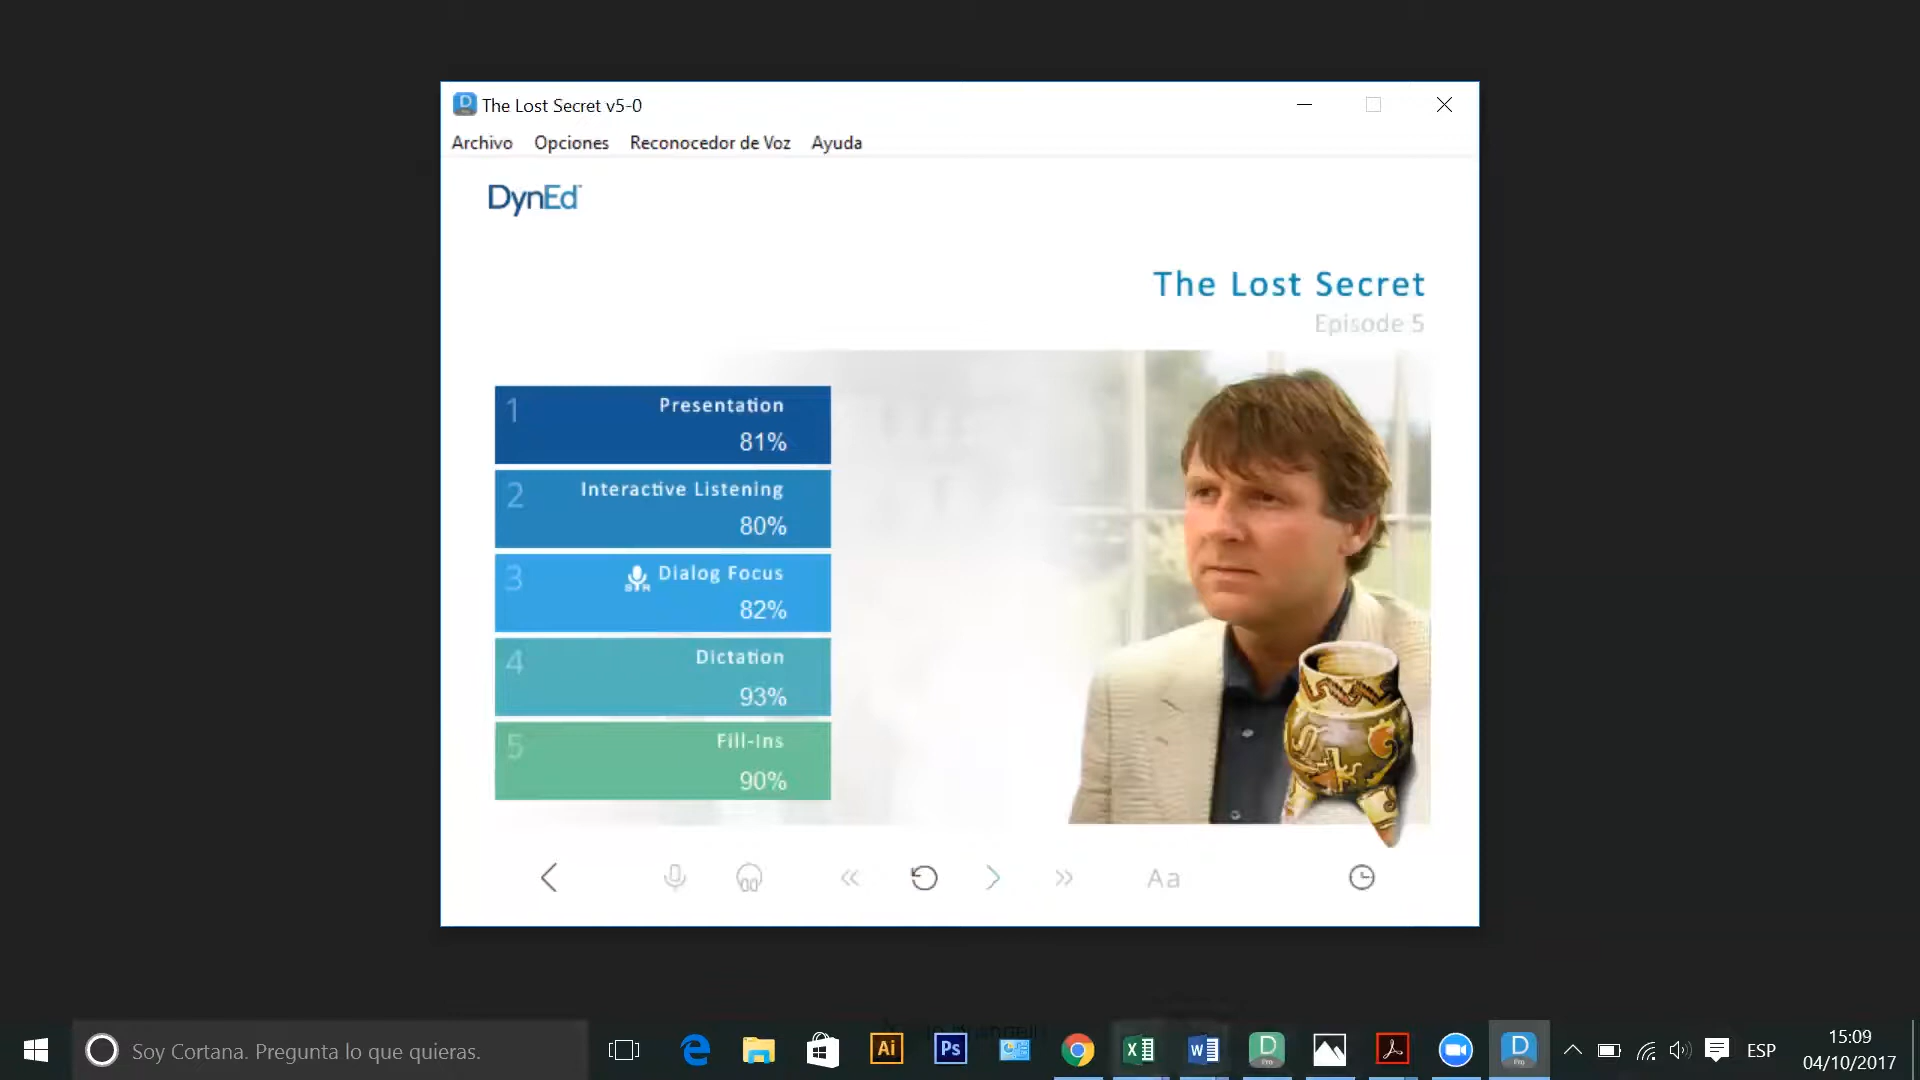 The Lost Secret v5-0
Archivo Opciones Reconocedor de Voz Ayuda
DynEd
The Lost Secret
Episode 5
1 Presentation
81%
2 Interactive Listening
80%
3 Dialog Focus
82%
4 Dictation
93%
5 Fill-Ins
90%
Aa
Soy Cortana. Pregunta lo que quieras.
Ai
Ps
ESP
15:09
04/10/2017